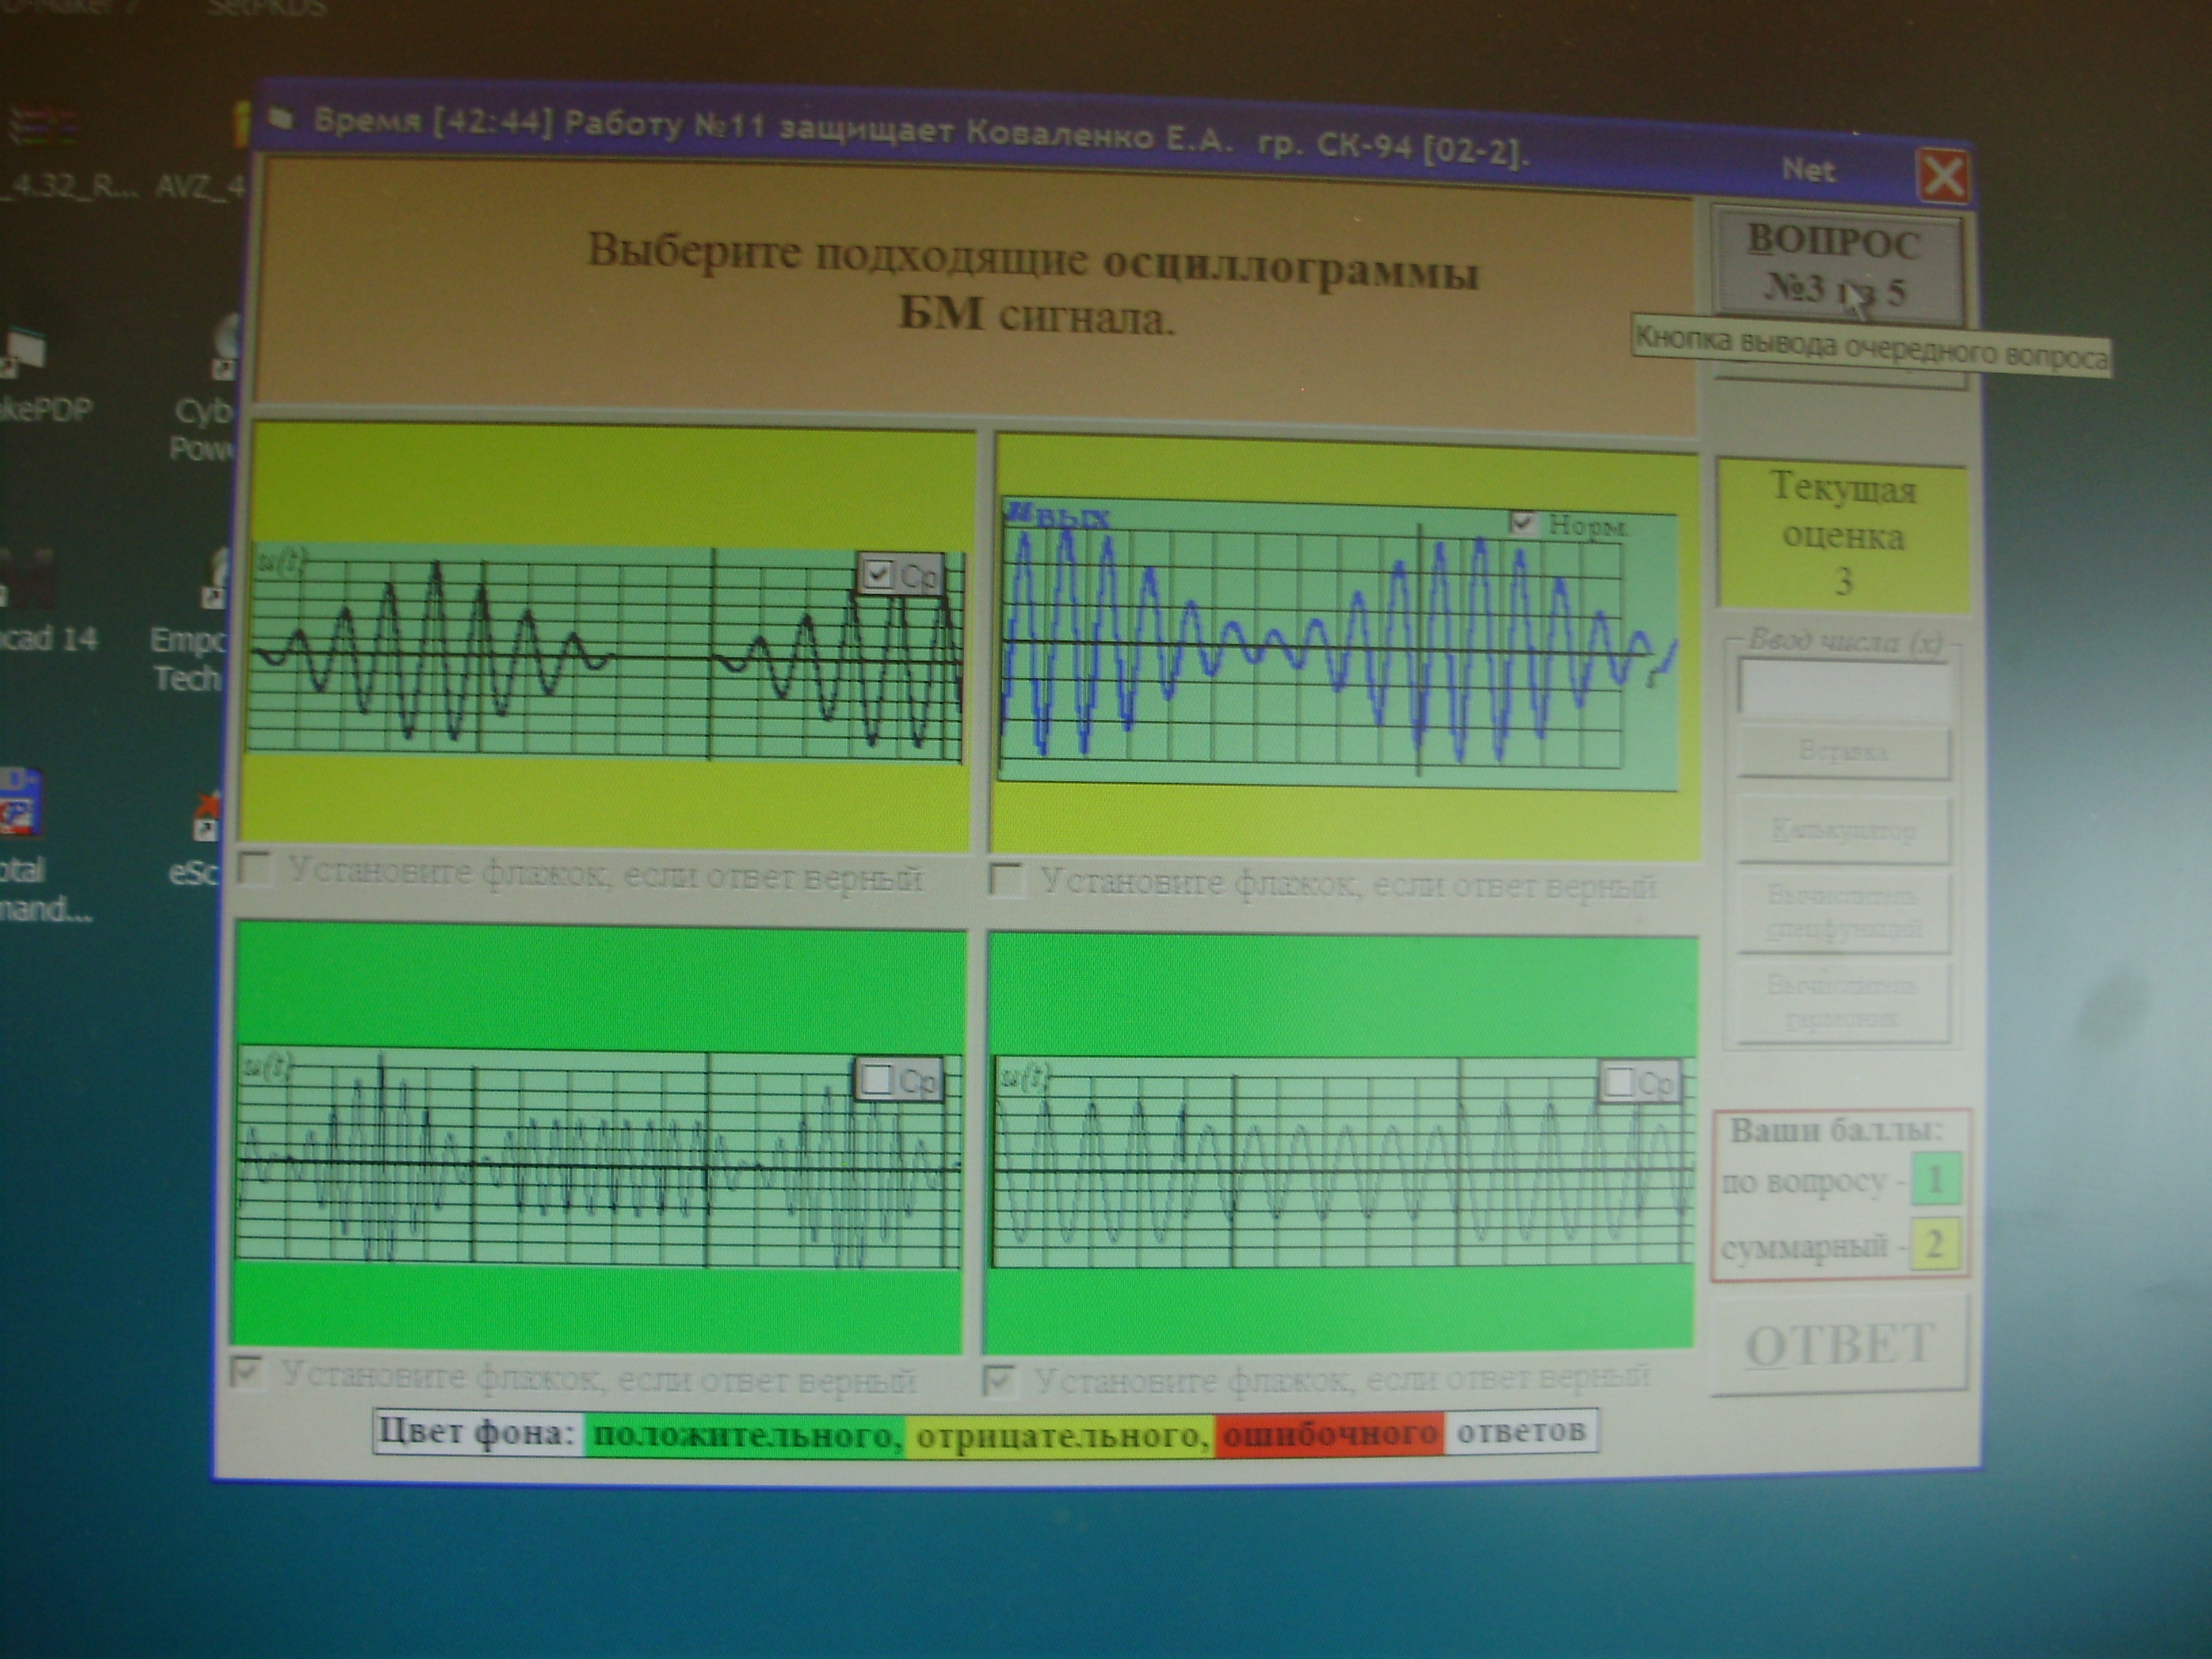 SetPKDS
Время [42:44] Работу №11 защищает Коваленко Е.А. гр. СК-94 [02-2].
Net
Выберите подходящие осциллограммы
БМ сигнала.
ВОПРОС
№3 из 5
Кнопка вывода очередного вопроса
_4.32_R...
AVZ_4
akePDP
Cyb
Pow
cad 14
Empo
Tech
otal
mand...
eSc
u(t)
Ср
uвых
Норм.
t
Установите флажок, если ответ верный
Установите флажок, если ответ верный
u(t)
Ср
u(t)
Ср
Установите флажок, если ответ верный
Установите флажок, если ответ верный
Текущая
оценка
3
Ввод числа (x)
Вставка
Калькулятор
Вычислитель
спецфункций
Вычислитель
гармоник
Ваши баллы:
по вопросу - 1
суммарный - 2
ОТВЕТ
Цвет фона: положительного, отрицательного, ошибочного ответов